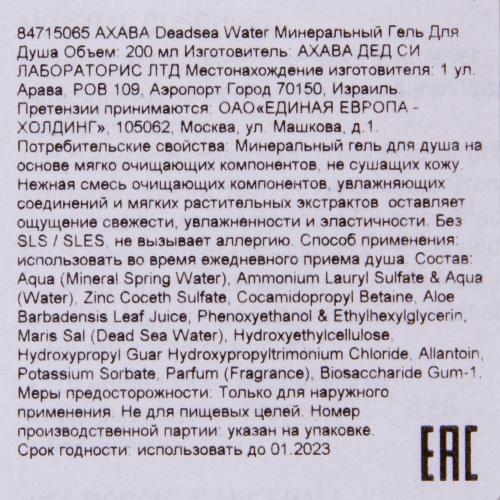 84715065 АХАВА Deadsea Water Минеральный Гель Для
Душа Объем: 200 мл Изготовитель: АХАВА ДЕД СИ
ЛАБОРАТОРИС ЛТД Местонахождение изготовителя: 1 ул.
Арава, РОВ 109, Аэропорт Город 70150, Израиль.
Претензии принимаются: ОАО«ЕДИНАЯ ЕВРОПА -
ХОЛДИНГ», 105062, Москва, ул. Машкова, д.1.
Потребительские свойства: Минеральный гель для душа на
основе мягко очищающих компонентов, не сушащих кожу.
Нежная смесь очищающих компонентов, увлажняющих
соединений и мягких растительных экстрактов оставляет
ощущение свежести, увлажненности и эластичности. Без
SLS / SLES, не вызывает аллергию. Способ применения:
использовать во время ежедневного приема душа. Состав:
Aqua (Mineral Spring Water), Ammonium Lauryl Sulfate & Aqua
(Water), Zinc Coceth Sulfate, Cocamidopropyl Betaine, Aloe
Barbadensis Leaf Juice, Phenoxyethanol & Ethylhexylglycerin,
Maris Sal (Dead Sea Water), Hydroxyethylcellulose,
Hydroxypropyl Guar Hydroxypropyltrimonium Chloride, Allantoin,
Potassium Sorbate, Parfum (Fragrance), Biosaccharide Gum-1.
Меры предосторожности: Только для наружного
применения. Не для пищевых целей. Номер
производственной партии: указан на упаковке.
Срок годности: использовать до 01.2023
EAC